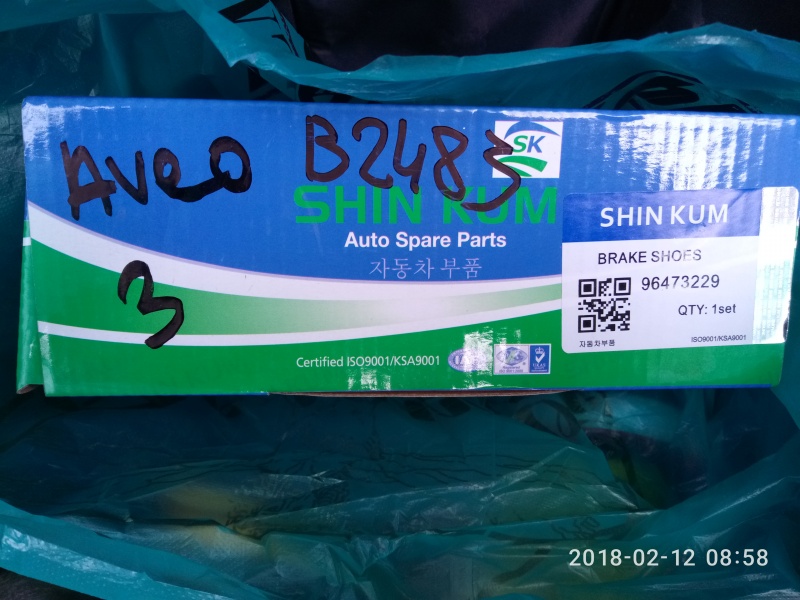 Aveo B2483
SK
SHIN KUM
Auto Spare Parts
자동차 부품
3
Certified ISO9001/KSA9001
SHIN KUM
BRAKE SHOES
96473229
QTY: 1set
자동차부품
ISO9001/KSA9001
2018-02-12 08:58